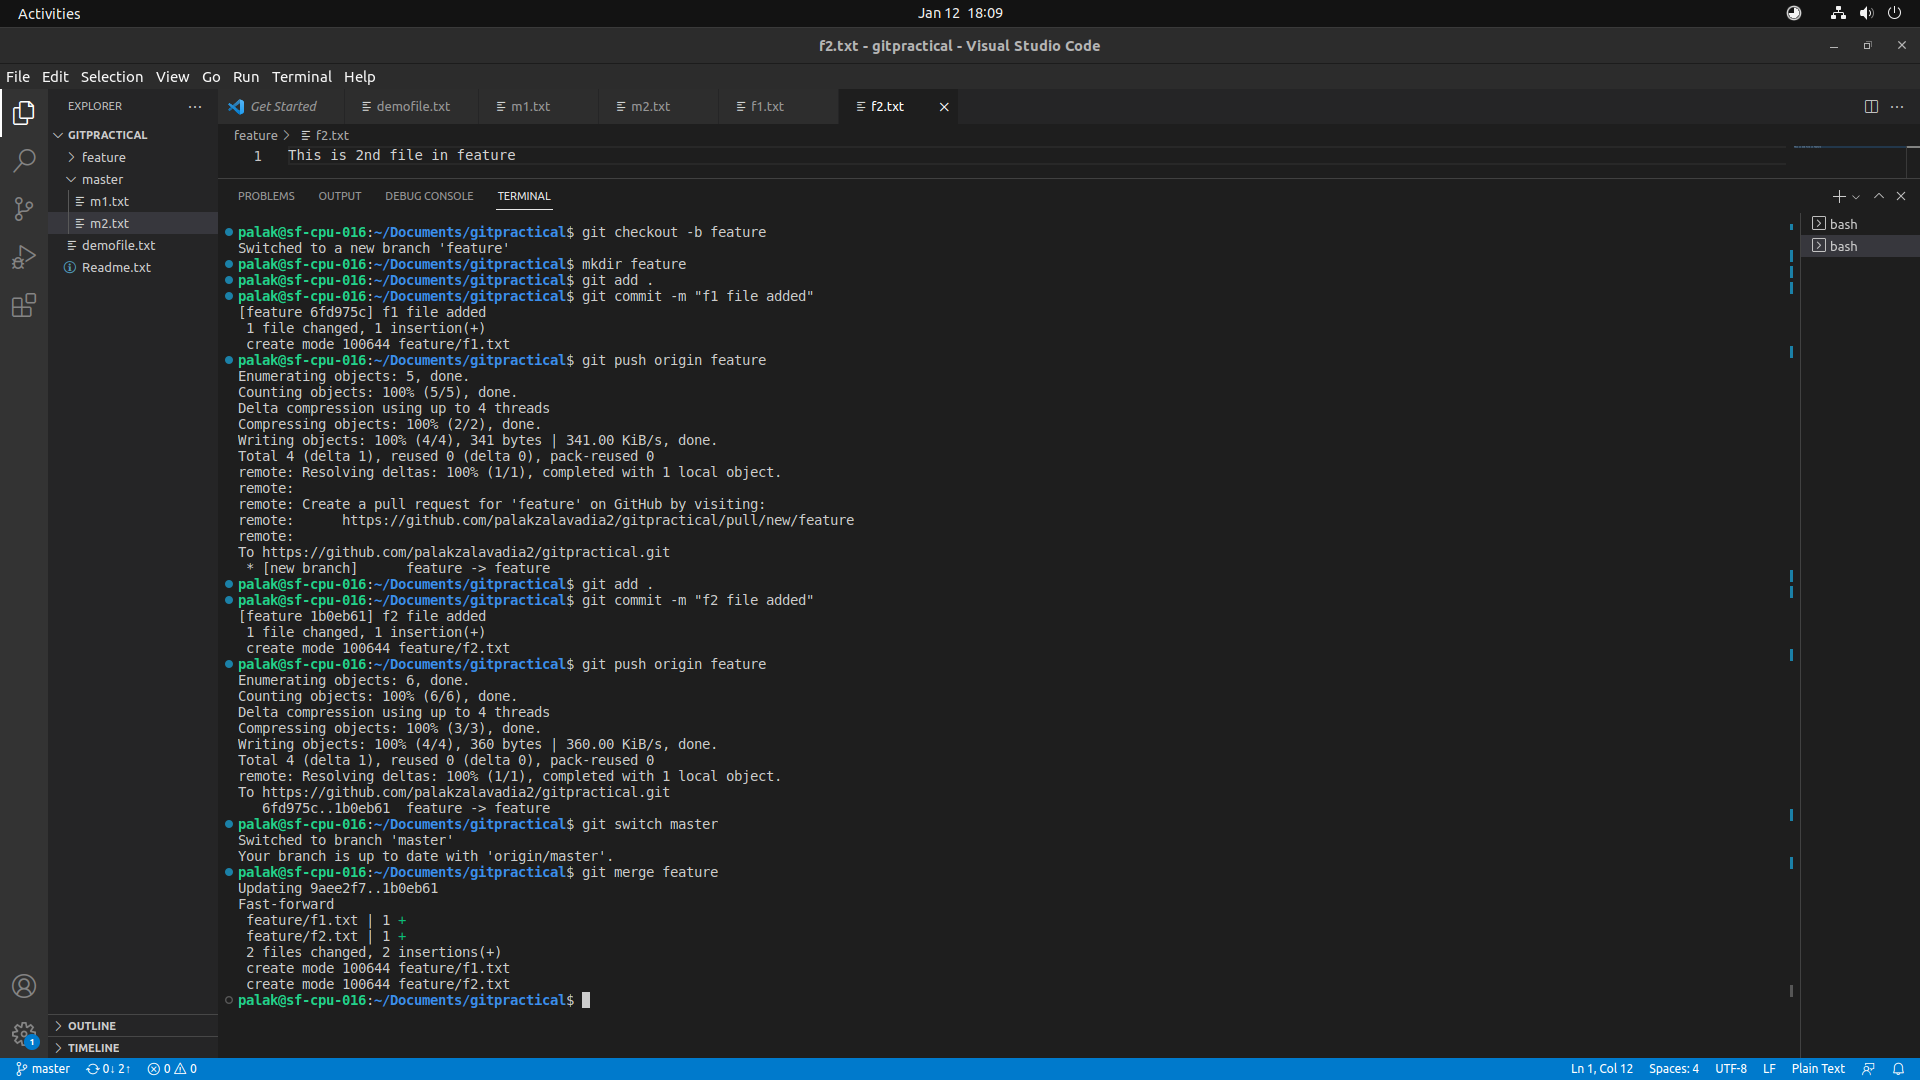 Activities
Jan 12 18:09
f2.txt - gitpractical - Visual Studio Code
File Edit Selection View Go Run Terminal Help
EXPLORER
GITPRACTICAL
feature
master
m1.txt
m2.txt
demofile.txt
Readme.txt
OUTLINE
TIMELINE
Get Started
demofile.txt
m1.txt
m2.txt
f1.txt
f2.txt
feature > f2.txt
1 This is 2nd file in feature
PROBLEMS OUTPUT DEBUG CONSOLE TERMINAL
palak@sf-cpu-016:~/Documents/gitpractical$ git checkout -b feature
Switched to a new branch 'feature'
palak@sf-cpu-016:~/Documents/gitpractical$ mkdir feature
palak@sf-cpu-016:~/Documents/gitpractical$ git add .
palak@sf-cpu-016:~/Documents/gitpractical$ git commit -m "f1 file added"
[feature 6fd975c] f1 file added
 1 file changed, 1 insertion(+)
 create mode 100644 feature/f1.txt
palak@sf-cpu-016:~/Documents/gitpractical$ git push origin feature
Enumerating objects: 5, done.
Counting objects: 100% (5/5), done.
Delta compression using up to 4 threads
Compressing objects: 100% (2/2), done.
Writing objects: 100% (4/4), 341 bytes | 341.00 KiB/s, done.
Total 4 (delta 1), reused 0 (delta 0), pack-reused 0
remote: Resolving deltas: 100% (1/1), completed with 1 local object.
remote:
remote: Create a pull request for 'feature' on GitHub by visiting:
remote:      https://github.com/palakzalavadia2/gitpractical/pull/new/feature
remote:
To https://github.com/palakzalavadia2/gitpractical.git
 * [new branch]      feature -> feature
palak@sf-cpu-016:~/Documents/gitpractical$ git add .
palak@sf-cpu-016:~/Documents/gitpractical$ git commit -m "f2 file added"
[feature 1b0eb61] f2 file added
 1 file changed, 1 insertion(+)
 create mode 100644 feature/f2.txt
palak@sf-cpu-016:~/Documents/gitpractical$ git push origin feature
Enumerating objects: 6, done.
Counting objects: 100% (6/6), done.
Delta compression using up to 4 threads
Compressing objects: 100% (3/3), done.
Writing objects: 100% (4/4), 360 bytes | 360.00 KiB/s, done.
Total 4 (delta 1), reused 0 (delta 0), pack-reused 0
remote: Resolving deltas: 100% (1/1), completed with 1 local object.
To https://github.com/palakzalavadia2/gitpractical.git
   6fd975c..1b0eb61  feature -> feature
palak@sf-cpu-016:~/Documents/gitpractical$ git switch master
Switched to branch 'master'
Your branch is up to date with 'origin/master'.
palak@sf-cpu-016:~/Documents/gitpractical$ git merge feature
Updating 9aee2f7..1b0eb61
Fast-forward
 feature/f1.txt | 1 +
 feature/f2.txt | 1 +
 2 files changed, 2 insertions(+)
 create mode 100644 feature/f1.txt
 create mode 100644 feature/f2.txt
palak@sf-cpu-016:~/Documents/gitpractical$
bash
bash
1
master 0↓ 2↑ 0 0
Ln 1, Col 12 Spaces: 4 UTF-8 LF Plain Text